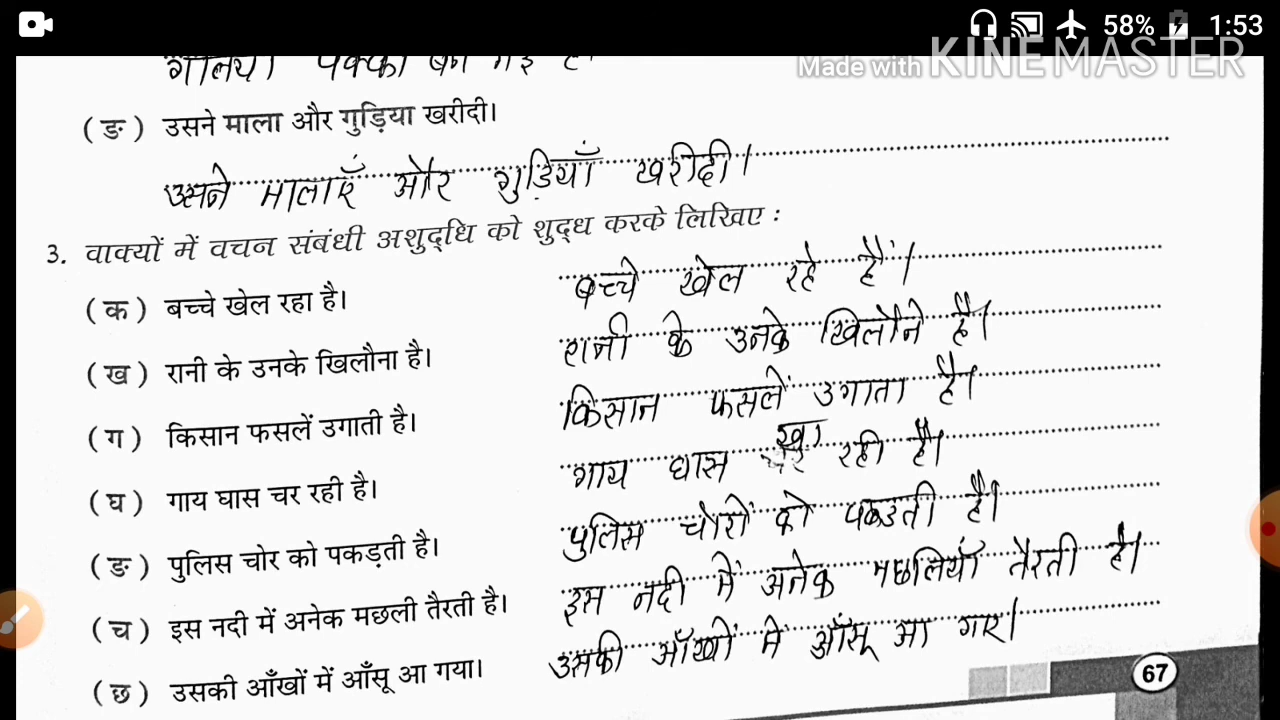 58% 1:53
Made with KINEMASTER
(ङ) उसने माला और गुड़िया खरीदी।
उसने मालाएँ और गुड़ियाँ खरीदी।
3. वाक्यों में वचन संबंधी अशुद्धि को शुद्ध करके लिखिए :
(क) बच्चे खेल रहा है। बच्चे खेल रहे हैं।
(ख) रानी के उनके खिलौना है। रानी के उनके खिलौने है।
(ग) किसान फसलें उगाती है। किसान फसलें उगाता है।
(घ) गाय घास चर रही है। गाय घास खा रही है।
(ङ) पुलिस चोर को पकड़ती है। पुलिस चोरों को पकडती है।
(च) इस नदी में अनेक मछली तैरती है। इस नदी में अनेक मछलियाँ तैरती है।
(छ) उसकी आँखों में आँसू आ गया। उसकी आँखों में आँसू आ गए।
67